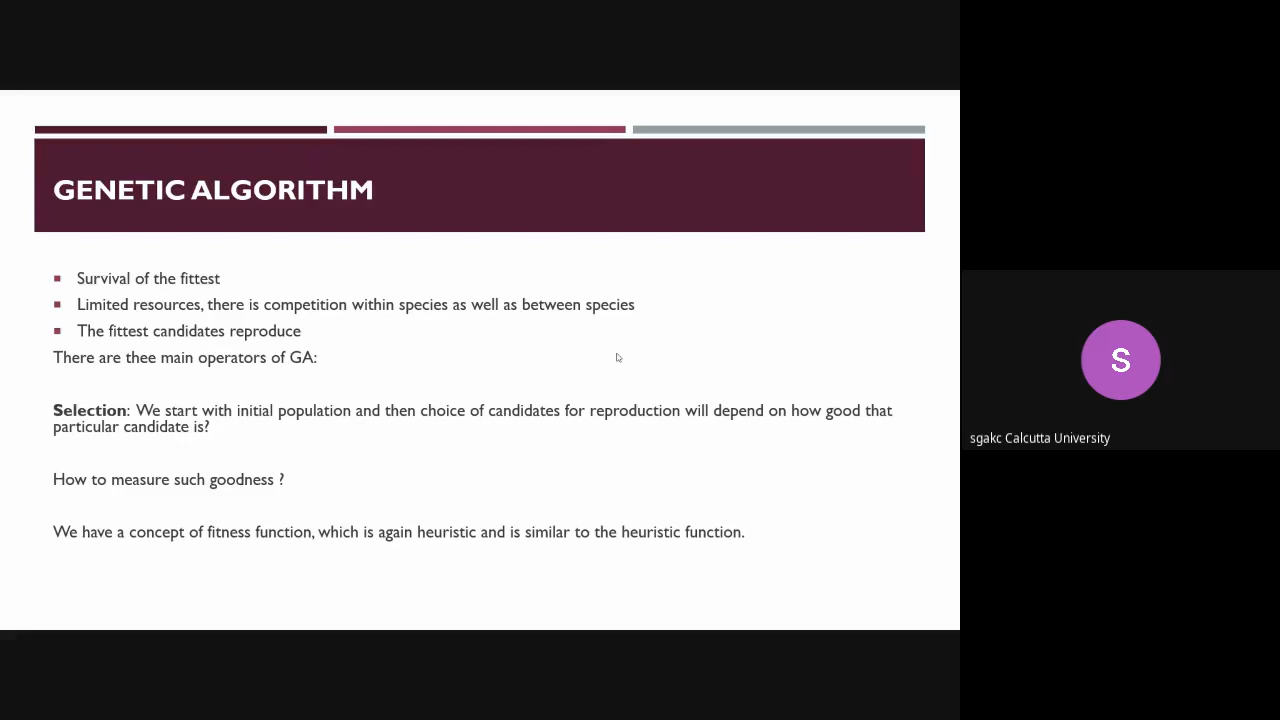 GENETIC ALGORITHM
Survival of the fittest
Limited resources, there is competition within species as well as between species
The fittest candidates reproduce
There are thee main operators of GA:
Selection: We start with initial population and then choice of candidates for reproduction will depend on how good that
particular candidate is?
How to measure such goodness ?
We have a concept of fitness function, which is again heuristic and is similar to the heuristic function.
S
sgakc Calcutta University